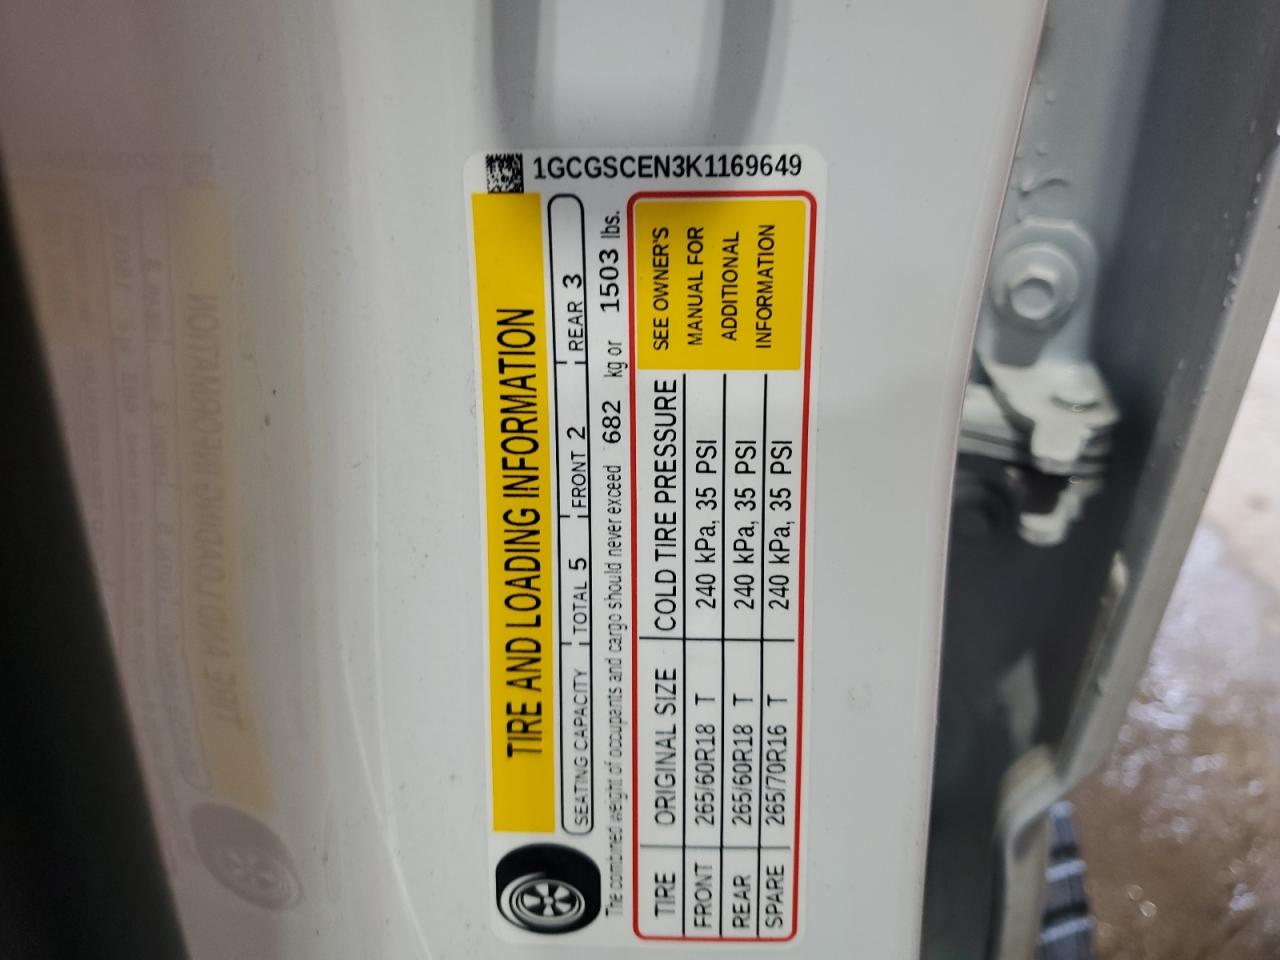 1GCGSCEN3K1169649
TIRE AND LOADING INFORMATION
SEATING CAPACITY TOTAL 5 FRONT 2 REAR 3
The combined weight of occupants and cargo should never exceed 682 kg or 1503 lbs.
TIRE ORIGINAL SIZE COLD TIRE PRESSURE
FRONT 265/60R18 T 240 kPa, 35 PSI
REAR 265/60R18 T 240 kPa, 35 PSI
SPARE 265/70R16 T 240 kPa, 35 PSI
SEE OWNER'S
MANUAL FOR
ADDITIONAL
INFORMATION